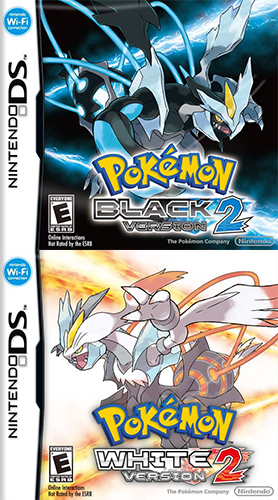 Nintendo
Wi-Fi
connection
NINTENDO DS
POKéMON
BLACK
VERSION 2
EVERYONE
E
ESRB
Online Interactions
Not Rated by the ESRB
The Pokémon Company
Nintendo
Nintendo
Wi-Fi
connection
NINTENDO DS
POKéMON
WHITE
VERSION 2
EVERYONE
E
ESRB
Online Interactions
Not Rated by the ESRB
The Pokémon Company
Nintendo